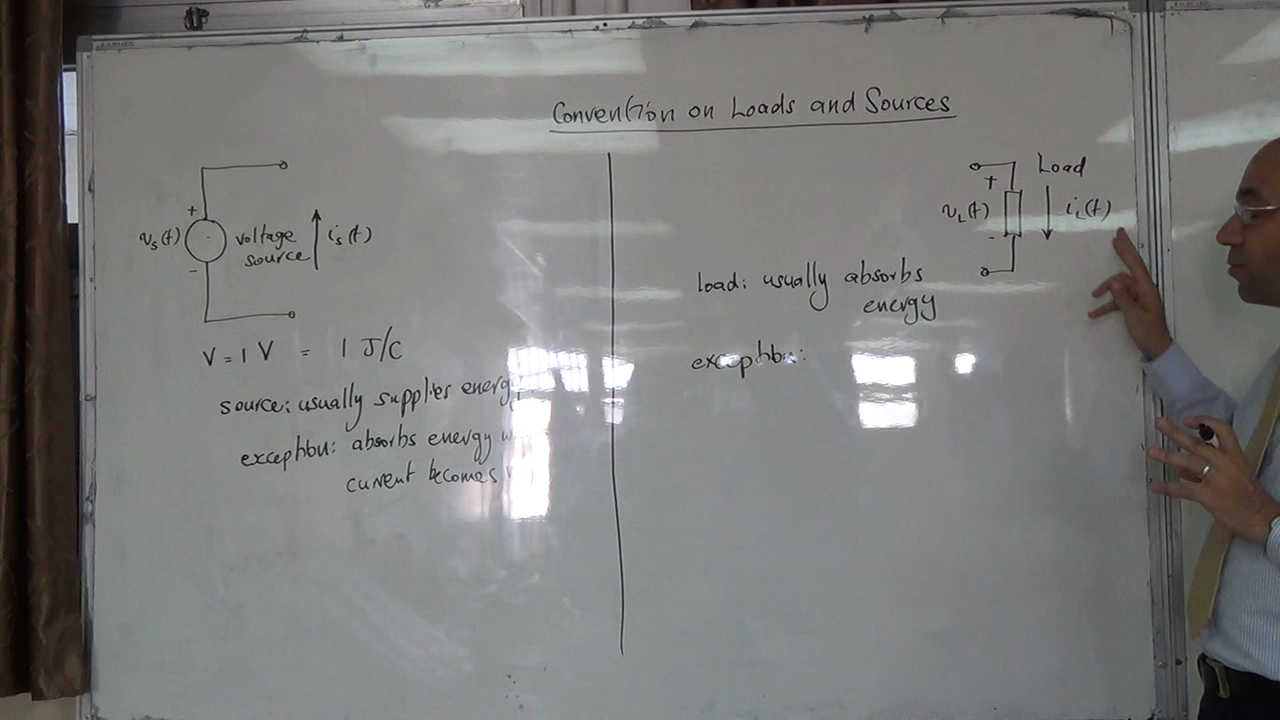 Convention on Loads and Sources
+
vs(t)
-
voltage
source
is(t)
V = 1 V = 1 J/C
source: usually supplies energy
exception: absorbs energy
current becomes
Load
+
vL(t)
-
iL(t)
load: usually absorbs
energy
exception: